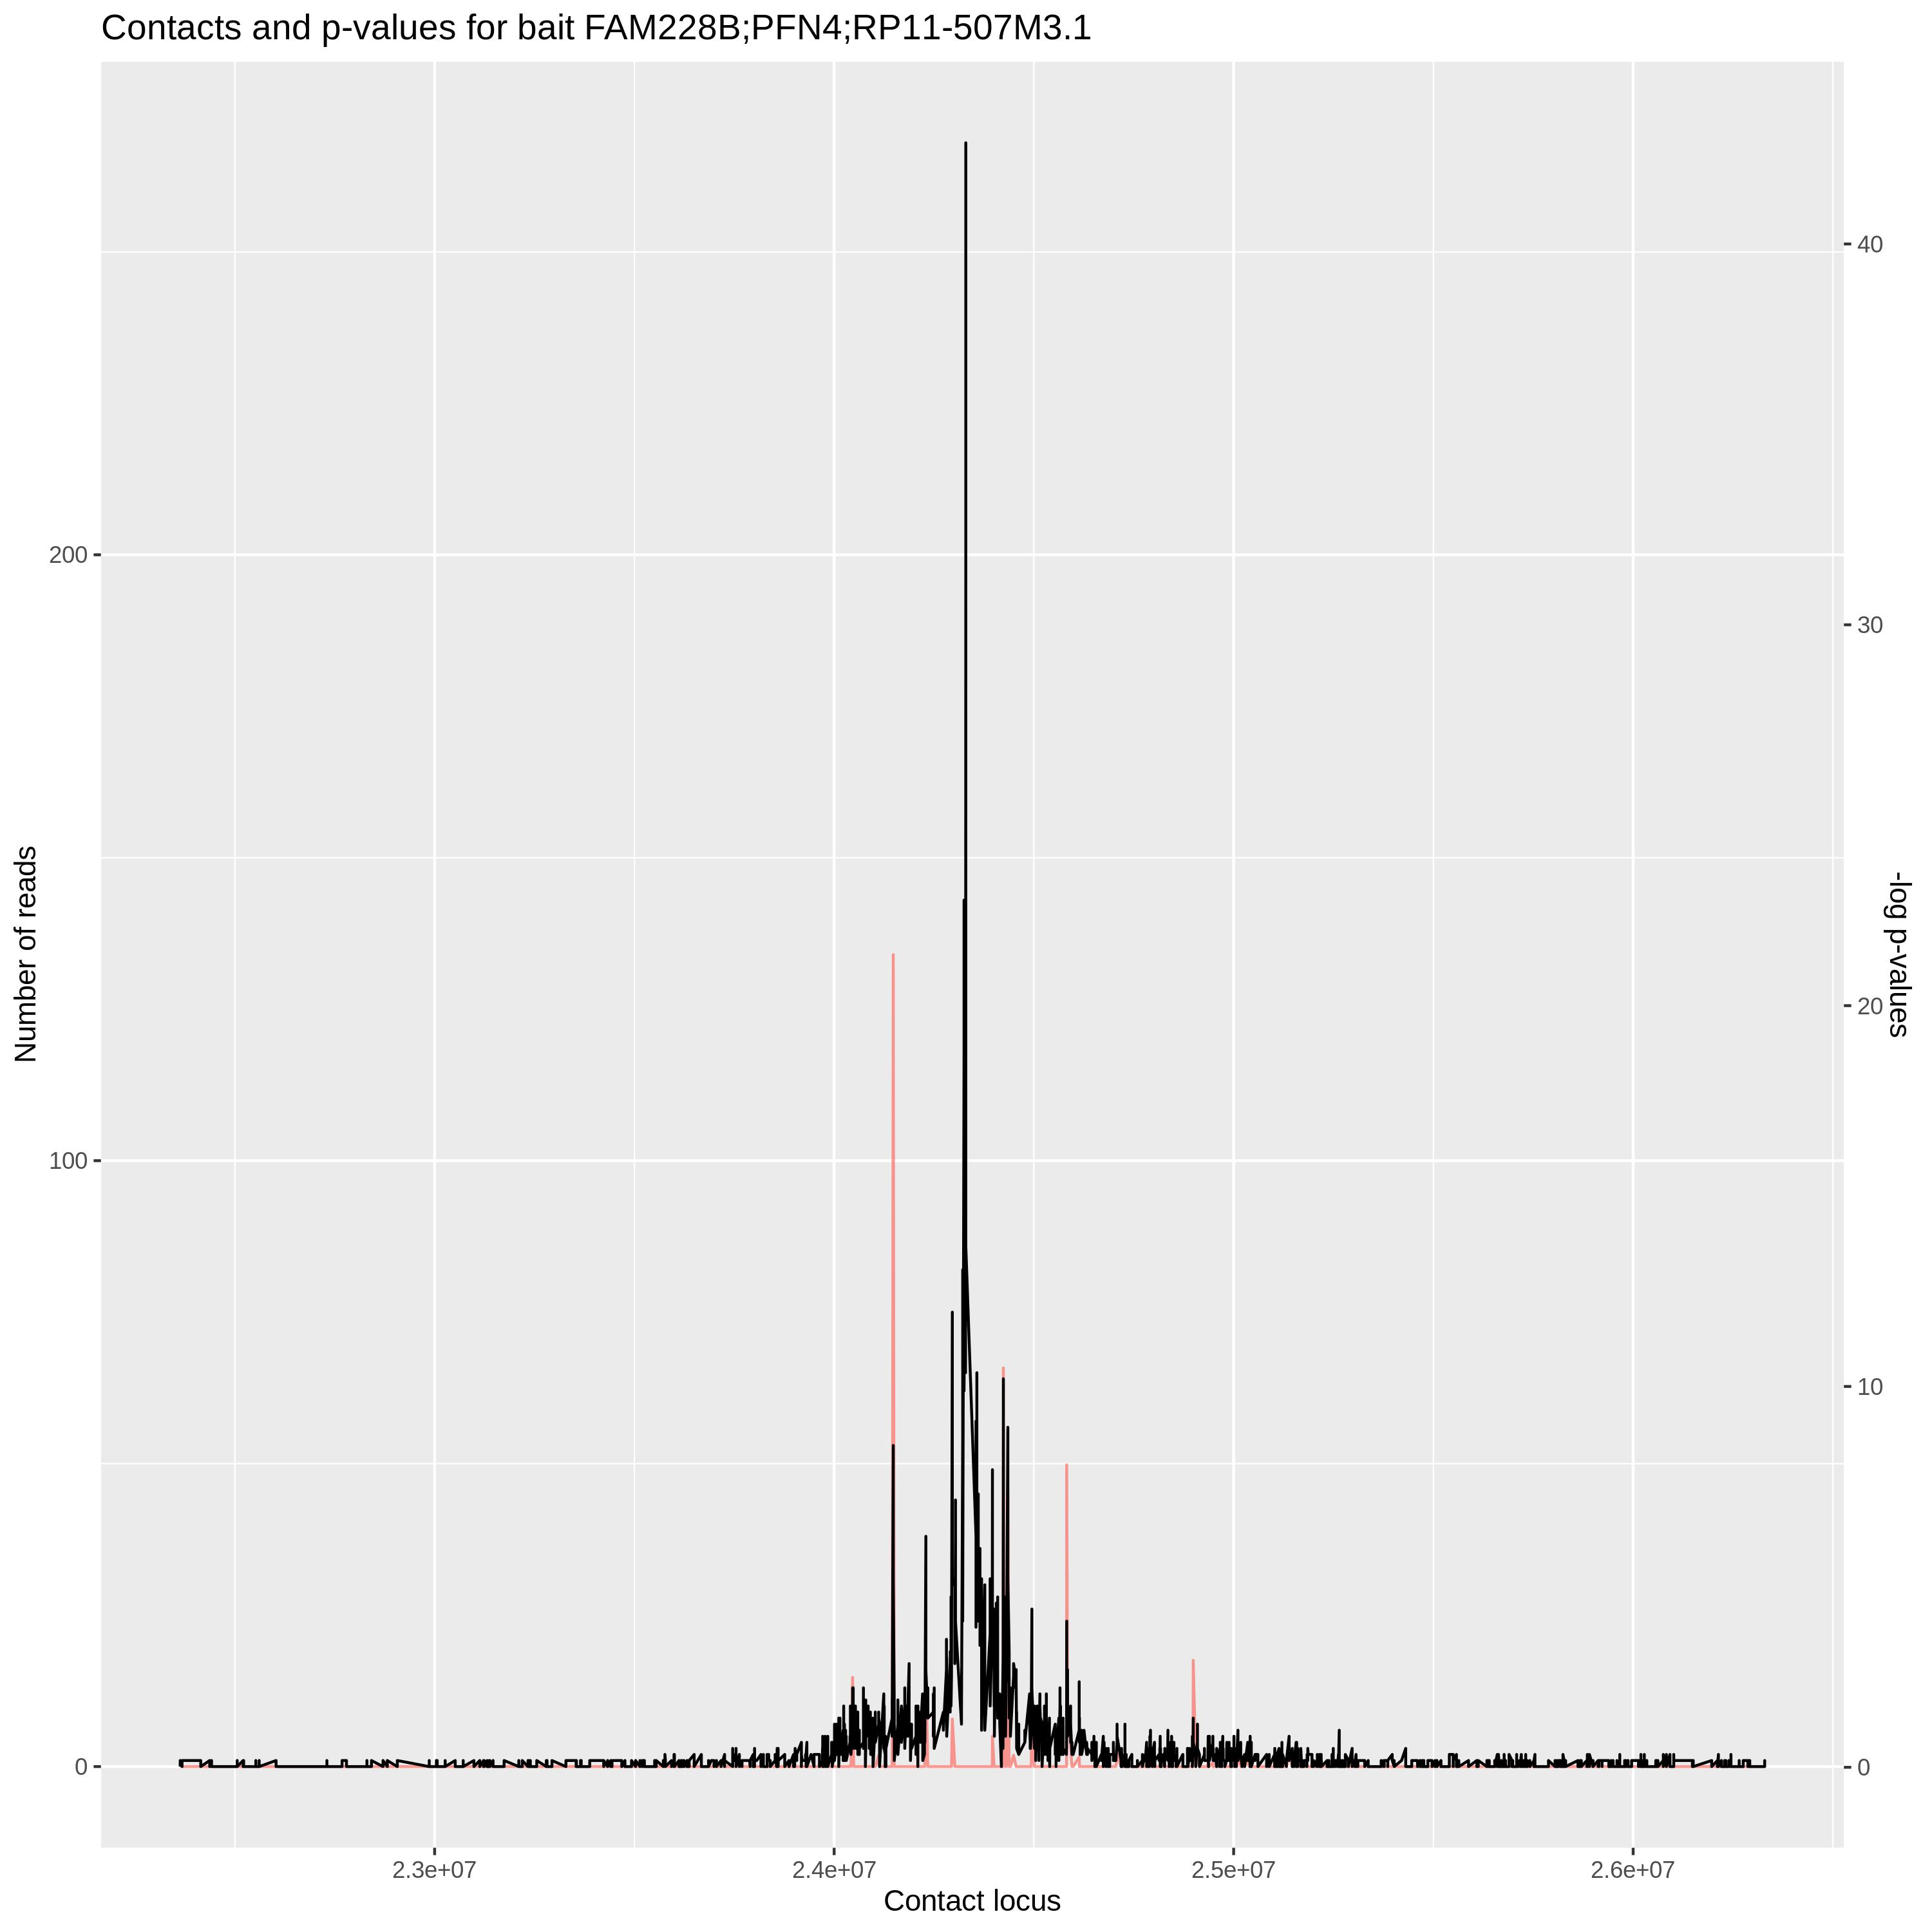 Contacts and p-values for bait FAM228B;PFN4;RP11-507M3.1
Number of reads
200
100
0
40
30
20
10
0
-log p-values
2.3e+07
2.4e+07
2.5e+07
2.6e+07
Contact locus